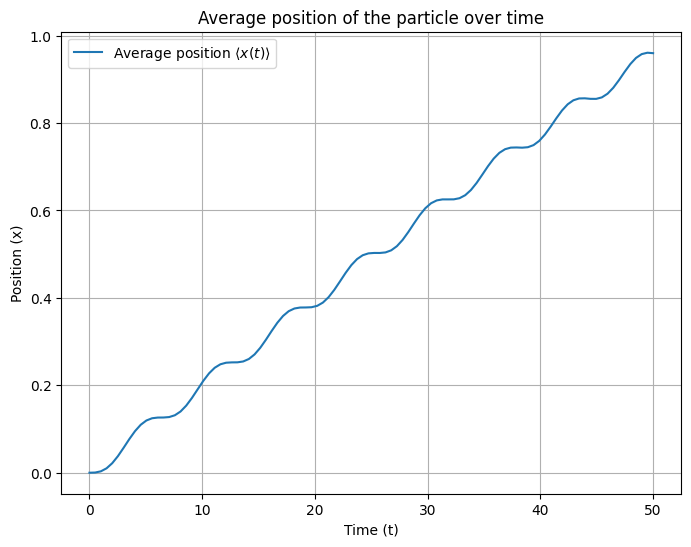 Average position of the particle over time
Average position ⟨x(t)⟩
Position (x)
1.0
0.8
0.6
0.4
0.2
0.0
0 10 20 30 40 50
Time (t)